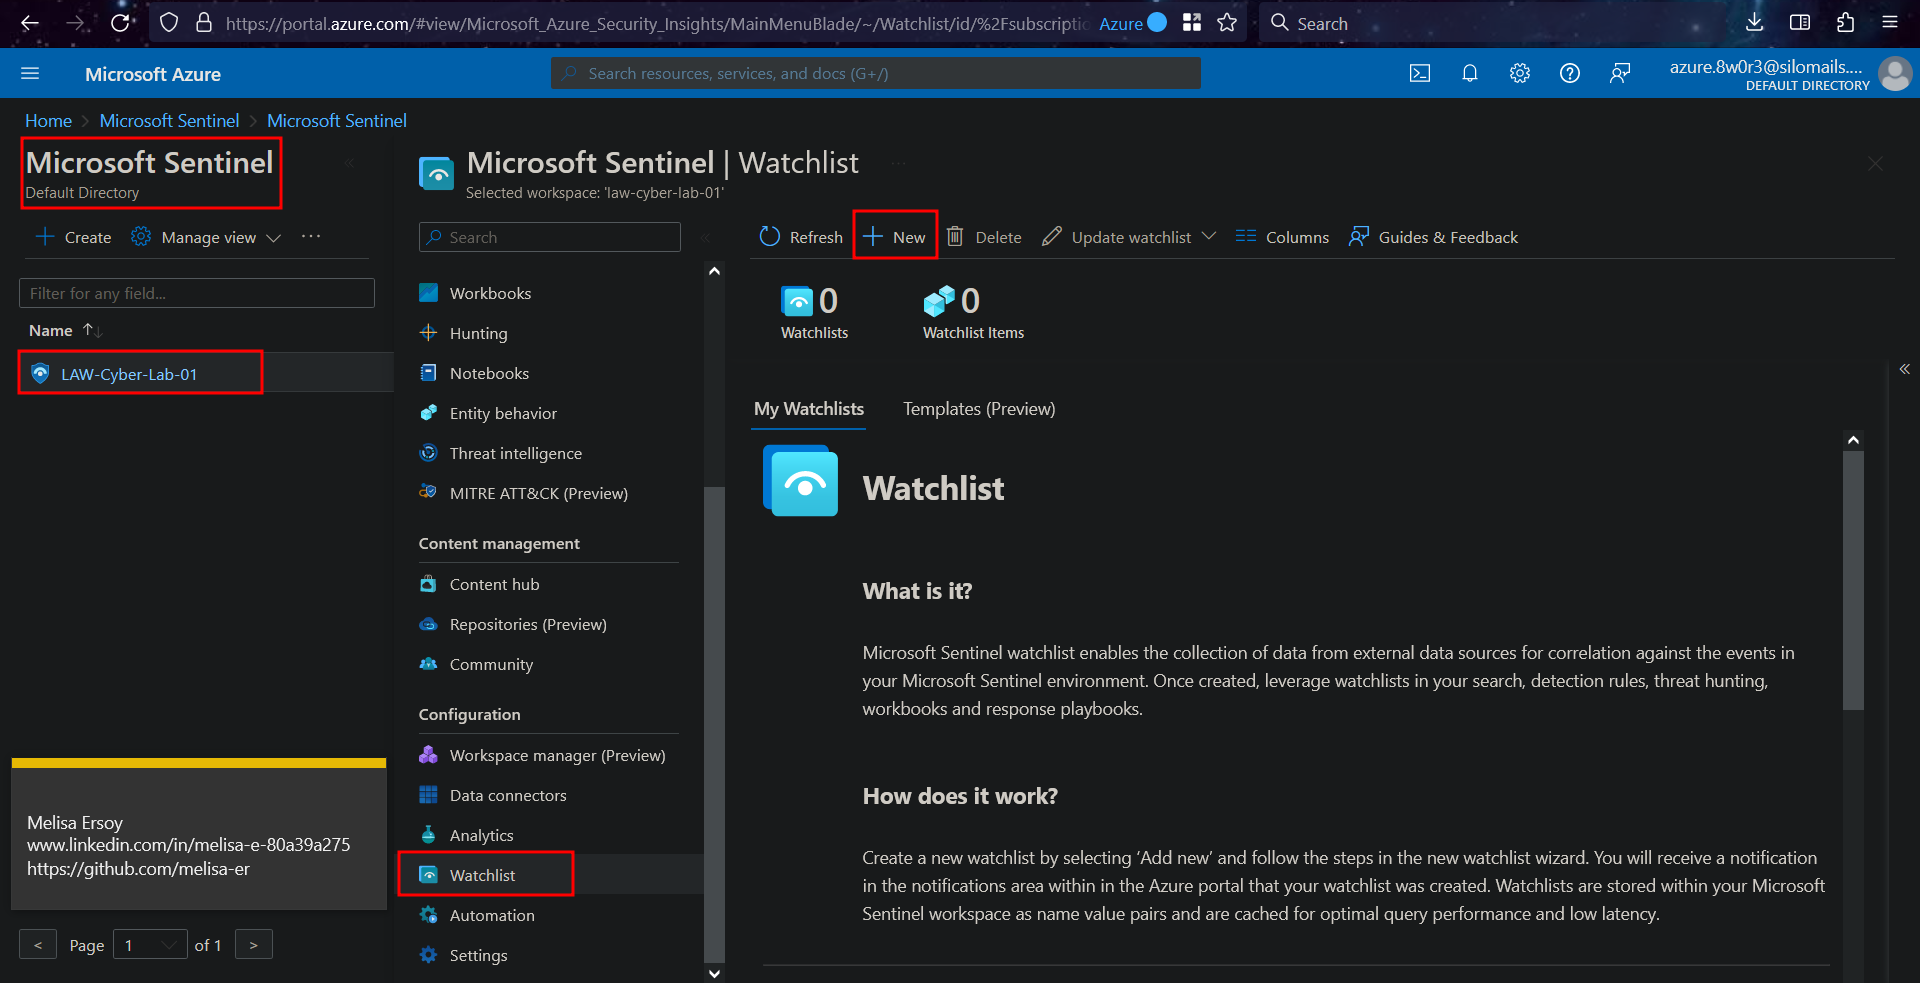 https://portal.azure.com/#view/Microsoft_Azure_Security_Insights/MainMenuBlade/~/Watchlist/id/%2Fsubscriptic
Azure
Search
Microsoft Azure
Search resources, services, and docs (G+/)
azure.8w0r3@silomails....
DEFAULT DIRECTORY
Home > Microsoft Sentinel > Microsoft Sentinel
Microsoft Sentinel
Default Directory
Create
Manage view
...
Filter for any field...
Name ↑↓
LAW-Cyber-Lab-01
Melisa Ersoy
www.linkedin.com/in/melisa-e-80a39a275
https://github.com/melisa-er
< Page 1 of 1 >
Microsoft Sentinel | Watchlist ...
Selected workspace: 'law-cyber-lab-01'
Search
Workbooks
Hunting
Notebooks
Entity behavior
Threat intelligence
MITRE ATT&CK (Preview)
Content management
Content hub
Repositories (Preview)
Community
Configuration
Workspace manager (Preview)
Data connectors
Analytics
Watchlist
Automation
Settings
Refresh
New
Delete
Update watchlist
Columns
Guides & Feedback
0
Watchlists
0
Watchlist Items
My Watchlists
Templates (Preview)
Watchlist
What is it?
Microsoft Sentinel watchlist enables the collection of data from external data sources for correlation against the events in
your Microsoft Sentinel environment. Once created, leverage watchlists in your search, detection rules, threat hunting,
workbooks and response playbooks.
How does it work?
Create a new watchlist by selecting ‘Add new’ and follow the steps in the new watchlist wizard. You will receive a notification
in the notifications area within in the Azure portal that your watchlist was created. Watchlists are stored within your Microsoft
Sentinel workspace as name value pairs and are cached for optimal query performance and low latency.